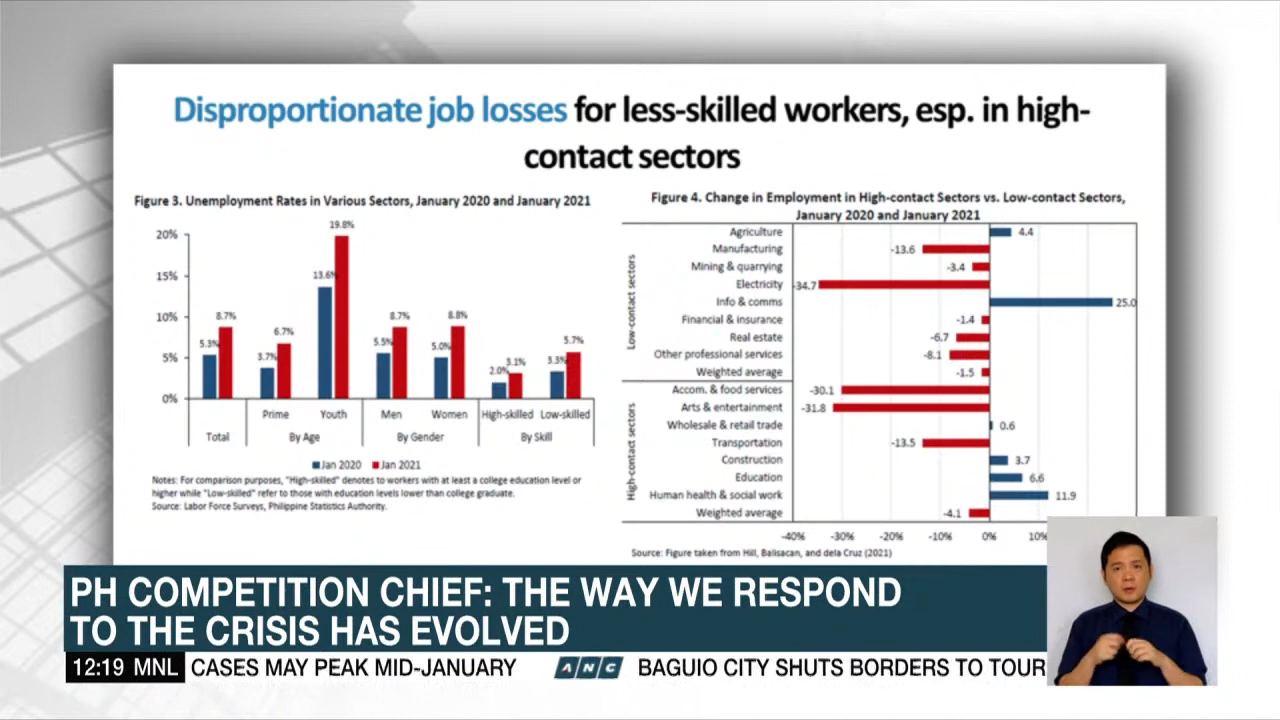 Disproportionate job losses for less-skilled workers, esp. in high-
contact sectors
Figure 3. Unemployment Rates in Various Sectors, January 2020 and January 2021
20%
15%
10%
5%
0%
5.3%
8.7%
3.7%
6.7%
13.6%
19.8%
5.5%
8.7%
5.0%
8.8%
2.0%
3.1%
3.3%
5.7%
Prime
Youth
Men
Women
High-skilled
Low-skilled
Total
By Age
By Gender
By Skill
Jan 2020
Jan 2021
Notes: For comparison purposes, "High-skilled" denotes to workers with at least a college education level or
higher while "Low-skilled" refer to those with education levels lower than college graduate.
Source: Labor Force Surveys, Philippine Statistics Authority.
Figure 4. Change in Employment in High-contact Sectors vs. Low-contact Sectors,
January 2020 and January 2021
Low-contact sectors
Agriculture 4.4
Manufacturing -13.6
Mining & quarrying -3.4
Electricity -34.7
Info & comms 25.0
Financial & insurance -1.4
Real estate -6.7
Other professional services -8.1
Weighted average -1.5
High-contact sectors
Accom. & food services -30.1
Arts & entertainment -31.8
Wholesale & retail trade 0.6
Transportation -13.5
Construction 3.7
Education 6.6
Human health & social work 11.9
Weighted average -4.1
-40% -30% -20% -10% 0% 10%
Source: Figure taken from Hill, Balisacan, and dela Cruz (2021)
PH COMPETITION CHIEF: THE WAY WE RESPOND
TO THE CRISIS HAS EVOLVED
12:19 MNL CASES MAY PEAK MID-JANUARY ANC BAGUIO CITY SHUTS BORDERS TO TOUR